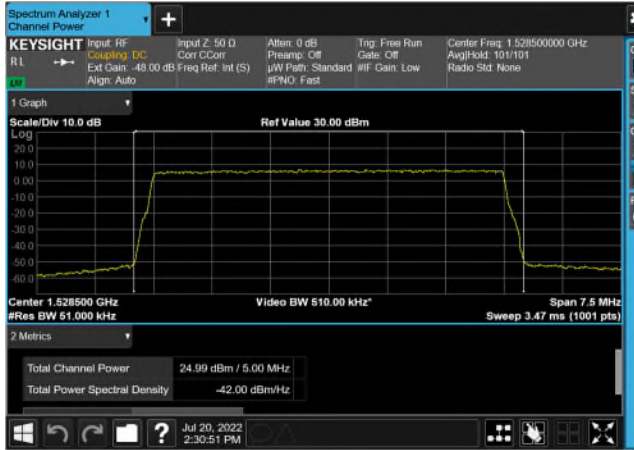 Spectrum Analyzer 1
Channel Power
+
KEYSIGHT
RL
Input: RF
Coupling: DC
Ext Gain: -48.00 dB
Align: Auto
Input Z: 50 Ω
Corr CCorr
Freq Ref: Int (S)
Atten: 0 dB
Preamp: Off
µW Path: Standard
#PNO: Fast
Trig: Free Run
Gate: Off
#IF Gain: Low
Center Freq: 1.528500000 GHz
Avg|Hold: 101/101
Radio Std: None
1 Graph
Scale/Div 10.0 dB
Ref Value 30.00 dBm
Log
20.0
10.0
0.00
-10.0
-20.0
-30.0
-40.0
-50.0
-60.0
Center 1.528500 GHz
Video BW 510.00 kHz*
Span 7.5 MHz
#Res BW 51.000 kHz
Sweep 3.47 ms (1001 pts)
2 Metrics
Total Channel Power
24.99 dBm / 5.00 MHz
Total Power Spectral Density
-42.00 dBm/Hz
?
Jul 20, 2022
2:30:51 PM